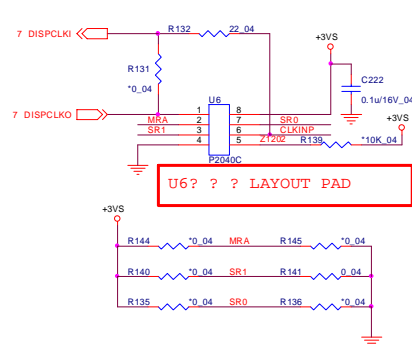 7 DISPCLKI
R132
22_04
+3VS
R131
*0_04
C222
0.1u/16V_04
7 DISPCLKO
U6
+3VS
1
8
MRA
2
7
SR0
SR1
3
6
CLKINP
4
5
Z1202
R139
*10K_04
P2040C
U6? ? ? LAYOUT PAD
+3VS
R144
*0_04
MRA
R145
*0_04
R140
*0_04
SR1
R141
0_04
R135
*0_04
SR0
R136
*0_04